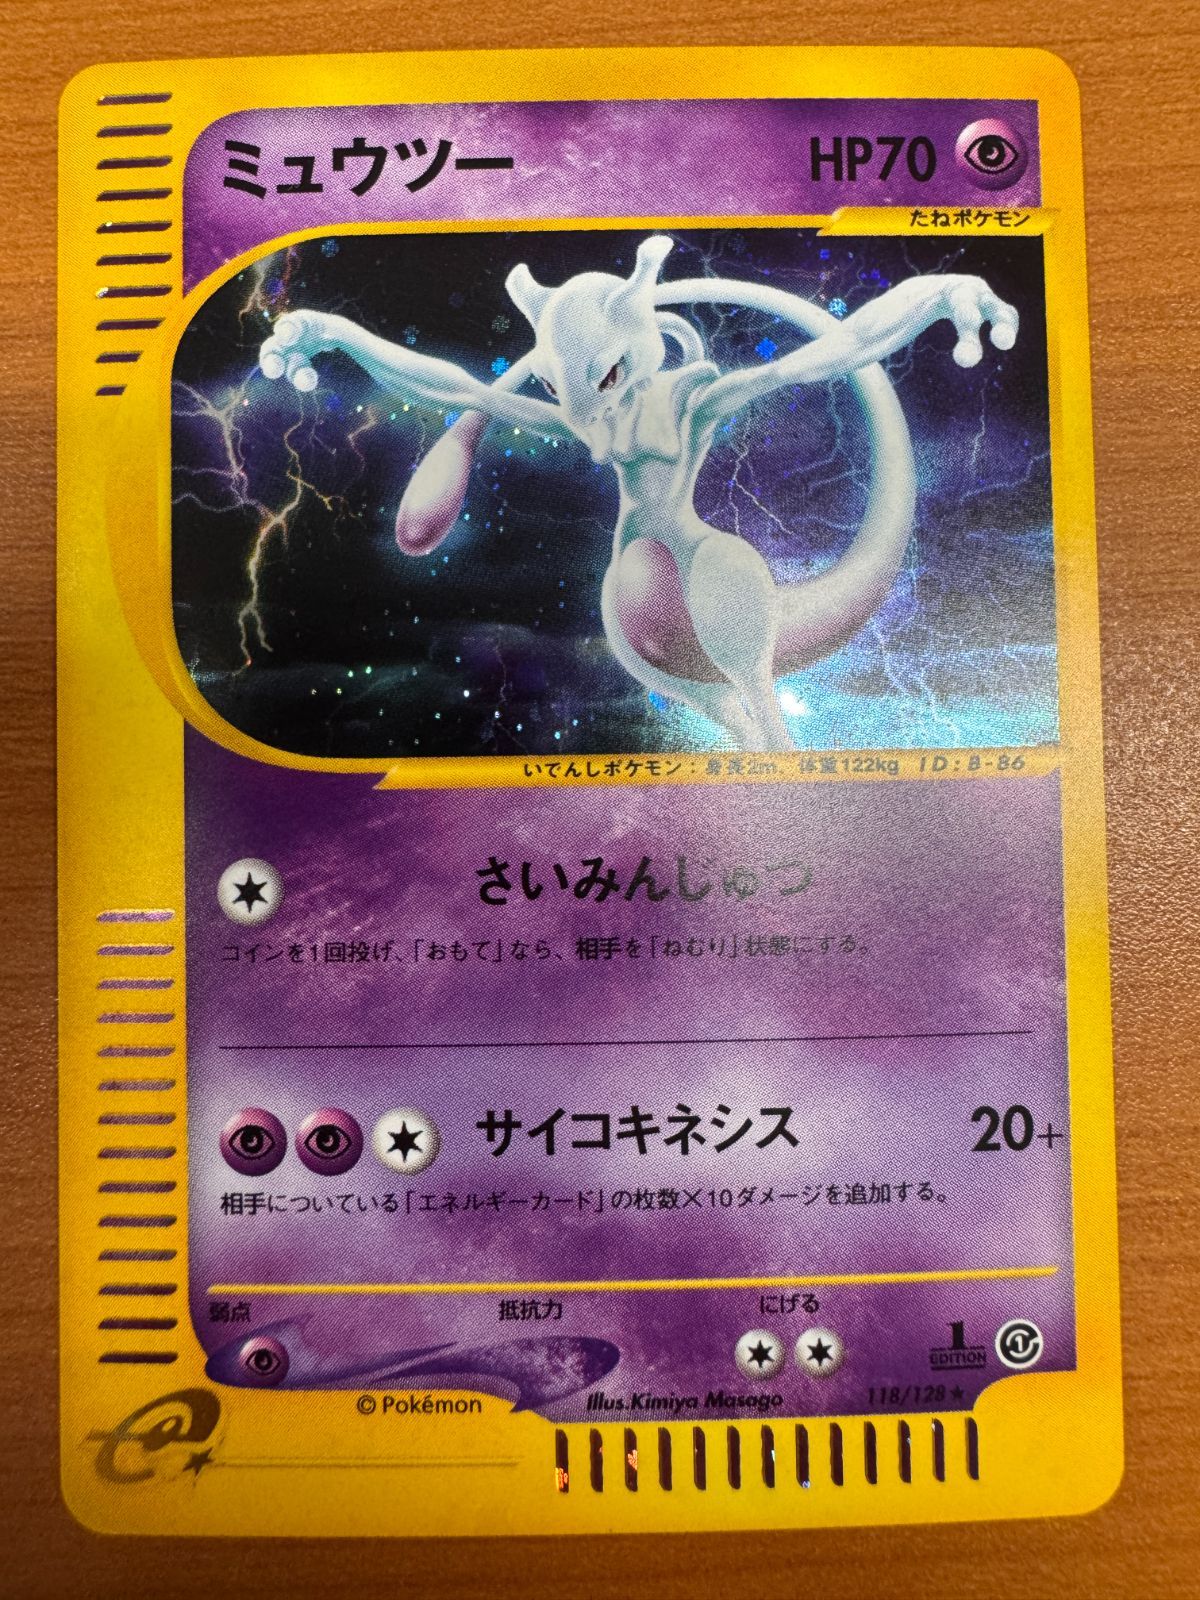 ミュウツー HP70
たねポケモン
いでんしポケモン：身長2m、体重122kg ID：B-86
さいみんじゅつ
コインを1回投げ、「おもて」なら、相手を「ねむり」状態にする。
サイコキネシス 20+
相手についている「エネルギーカード」の枚数×10ダメージを追加する。
弱点 抵抗力 にげる
1 EDITION 1
© Pokémon Illus.Kimiya Masago 118/128★
e